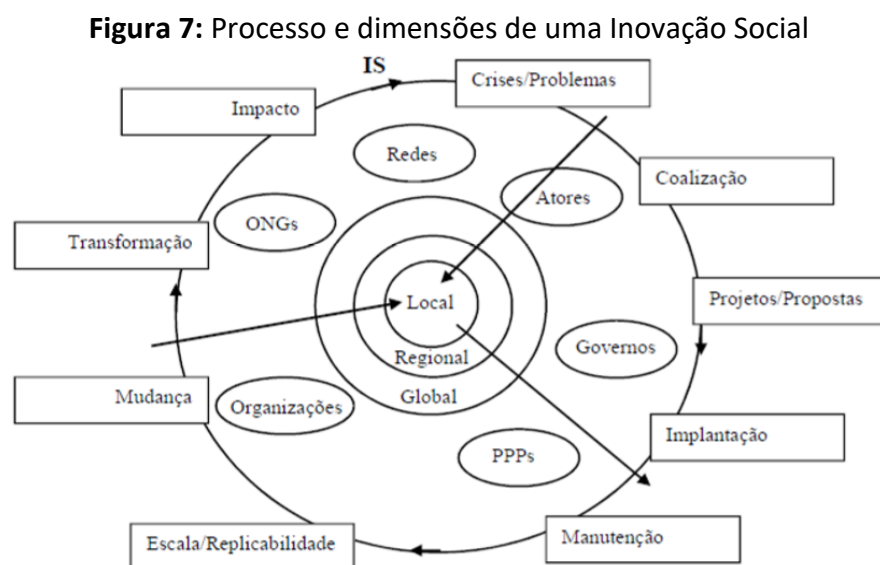 Figura 7: Processo e dimensões de uma Inovação Social
IS
Crises/Problemas
Impacto
Redes
Coalização
Atores
ONGs
Transformação
Local
Projetos/Propostas
Regional
Governos
Global
Mudança
Organizações
Implantação
PPPs
Escala/Replicabilidade
Manutenção